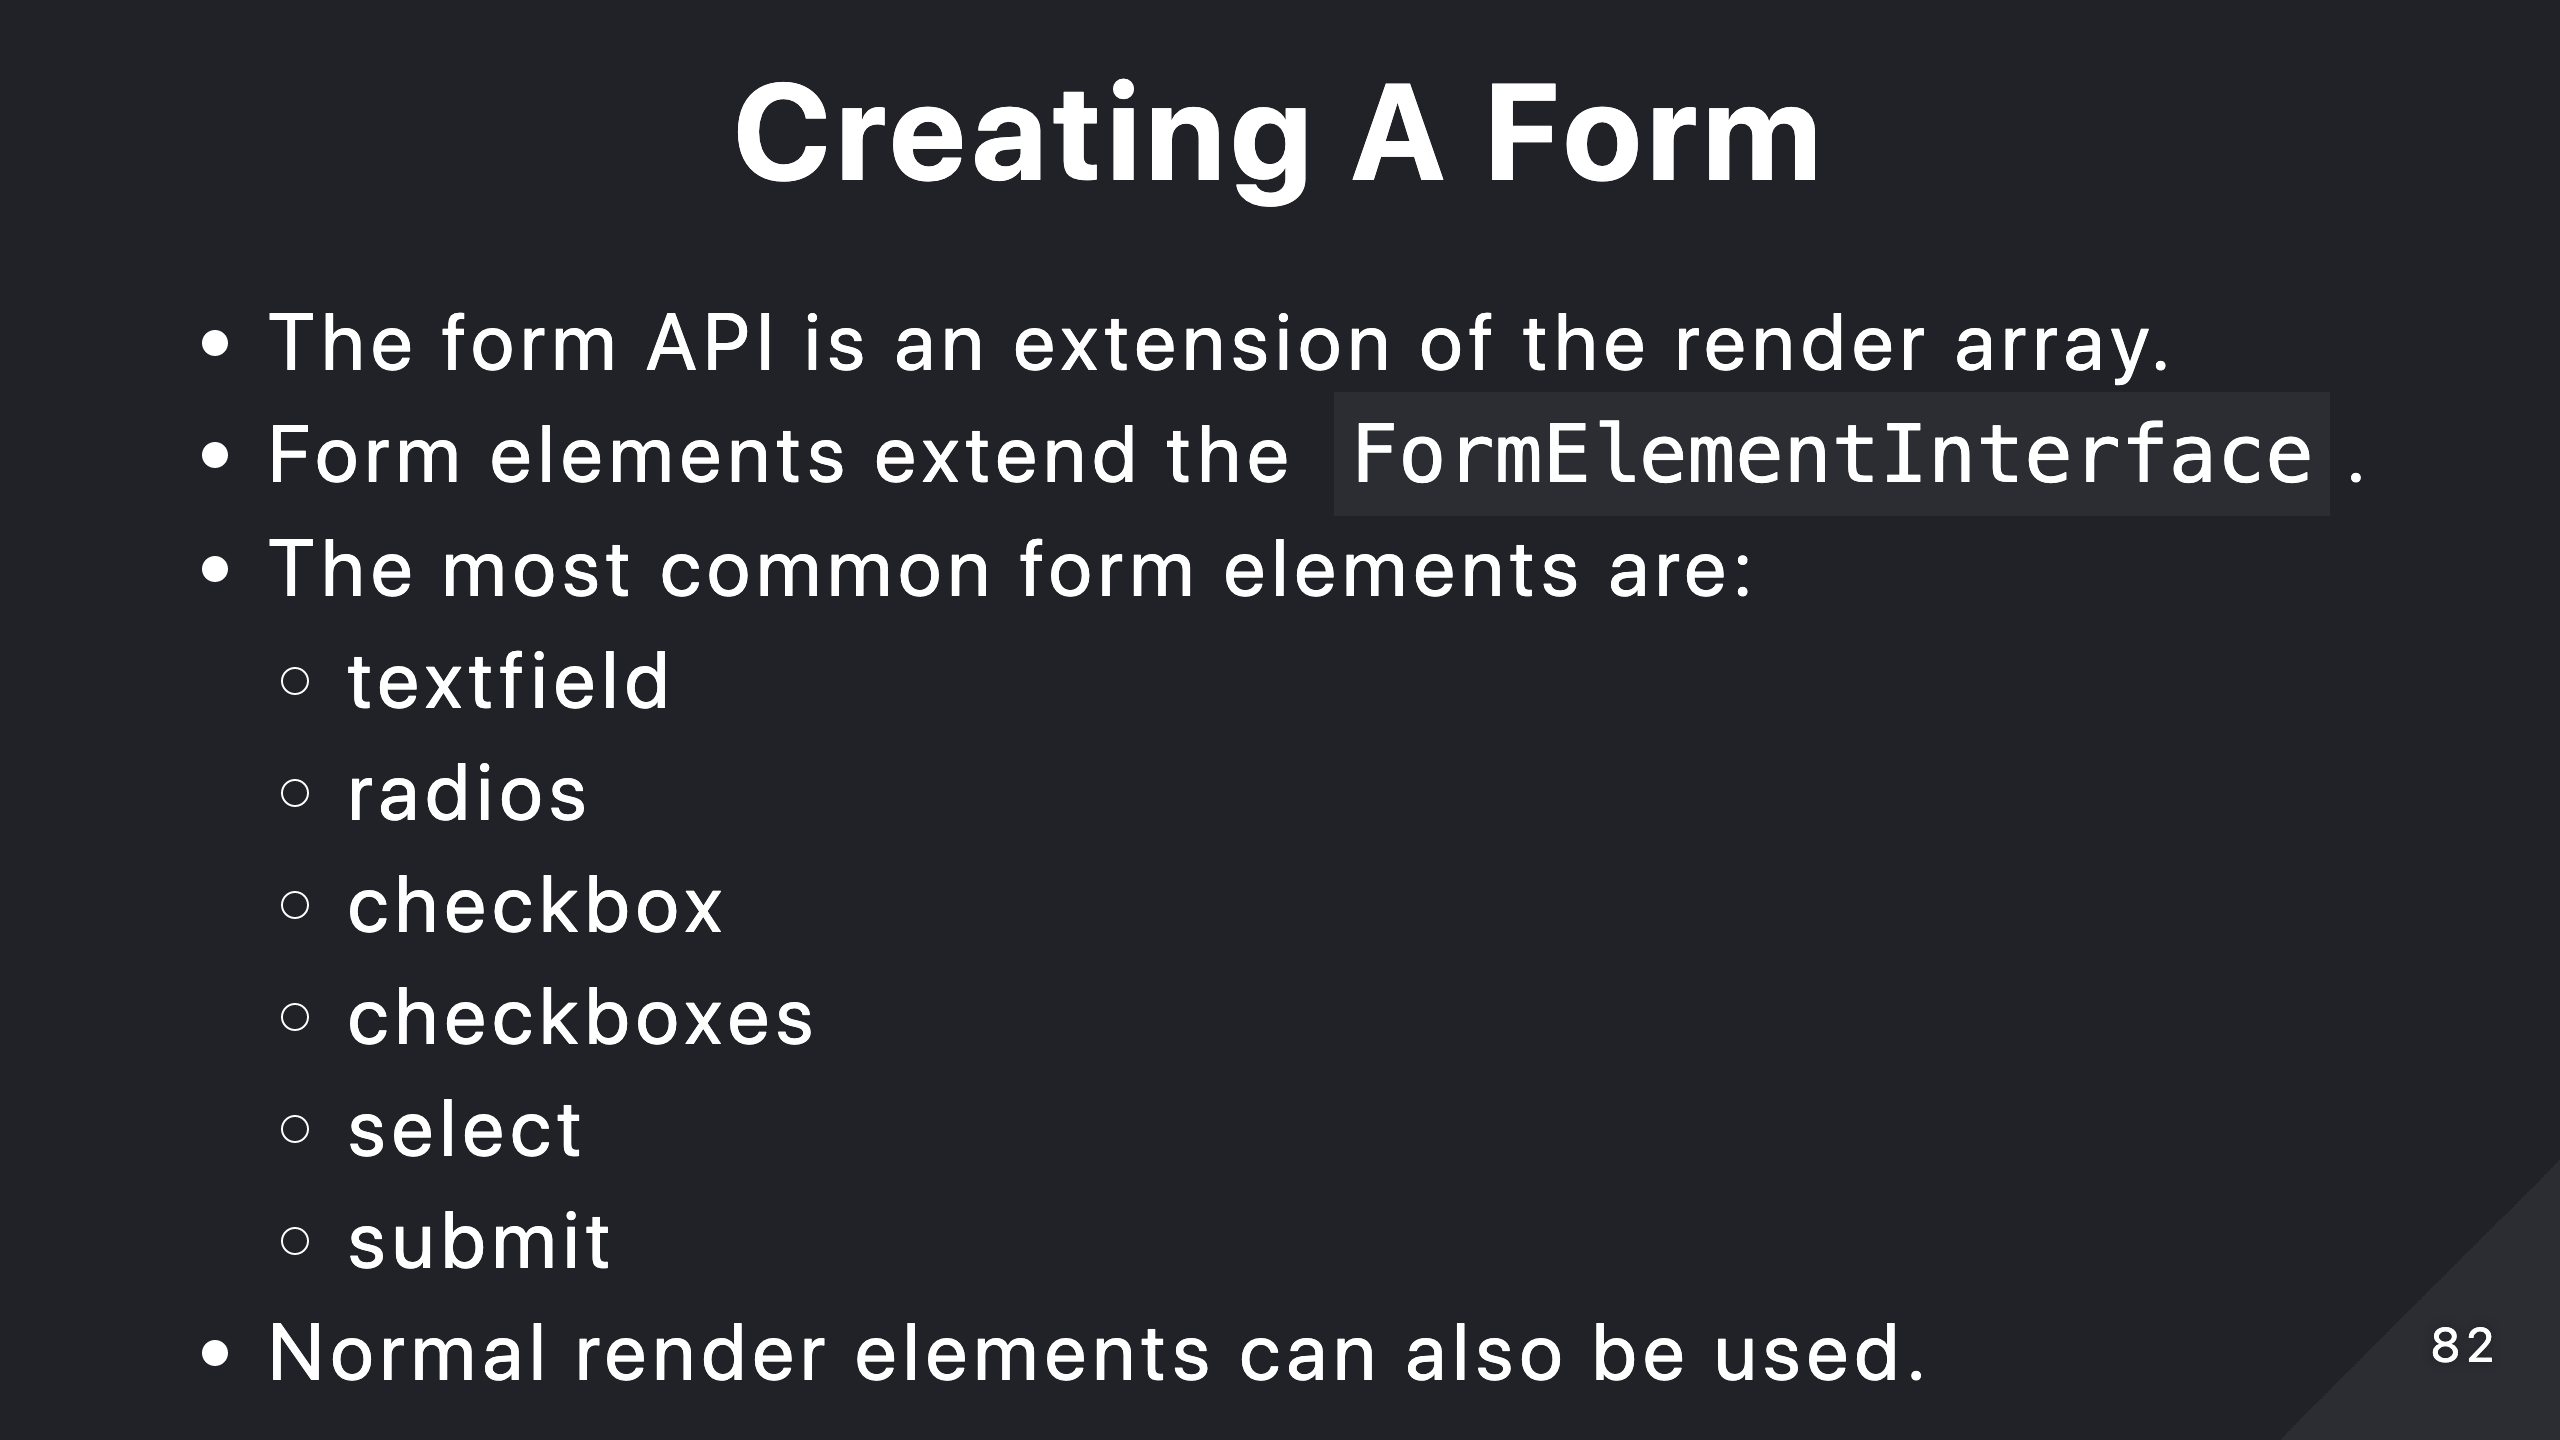 Creating A Form
• The form API is an extension of the render array.
• Form elements extend the FormElementInterface .
• The most common form elements are:
○ textfield
○ radios
○ checkbox
○ checkboxes
○ select
○ submit
• Normal render elements can also be used.
82